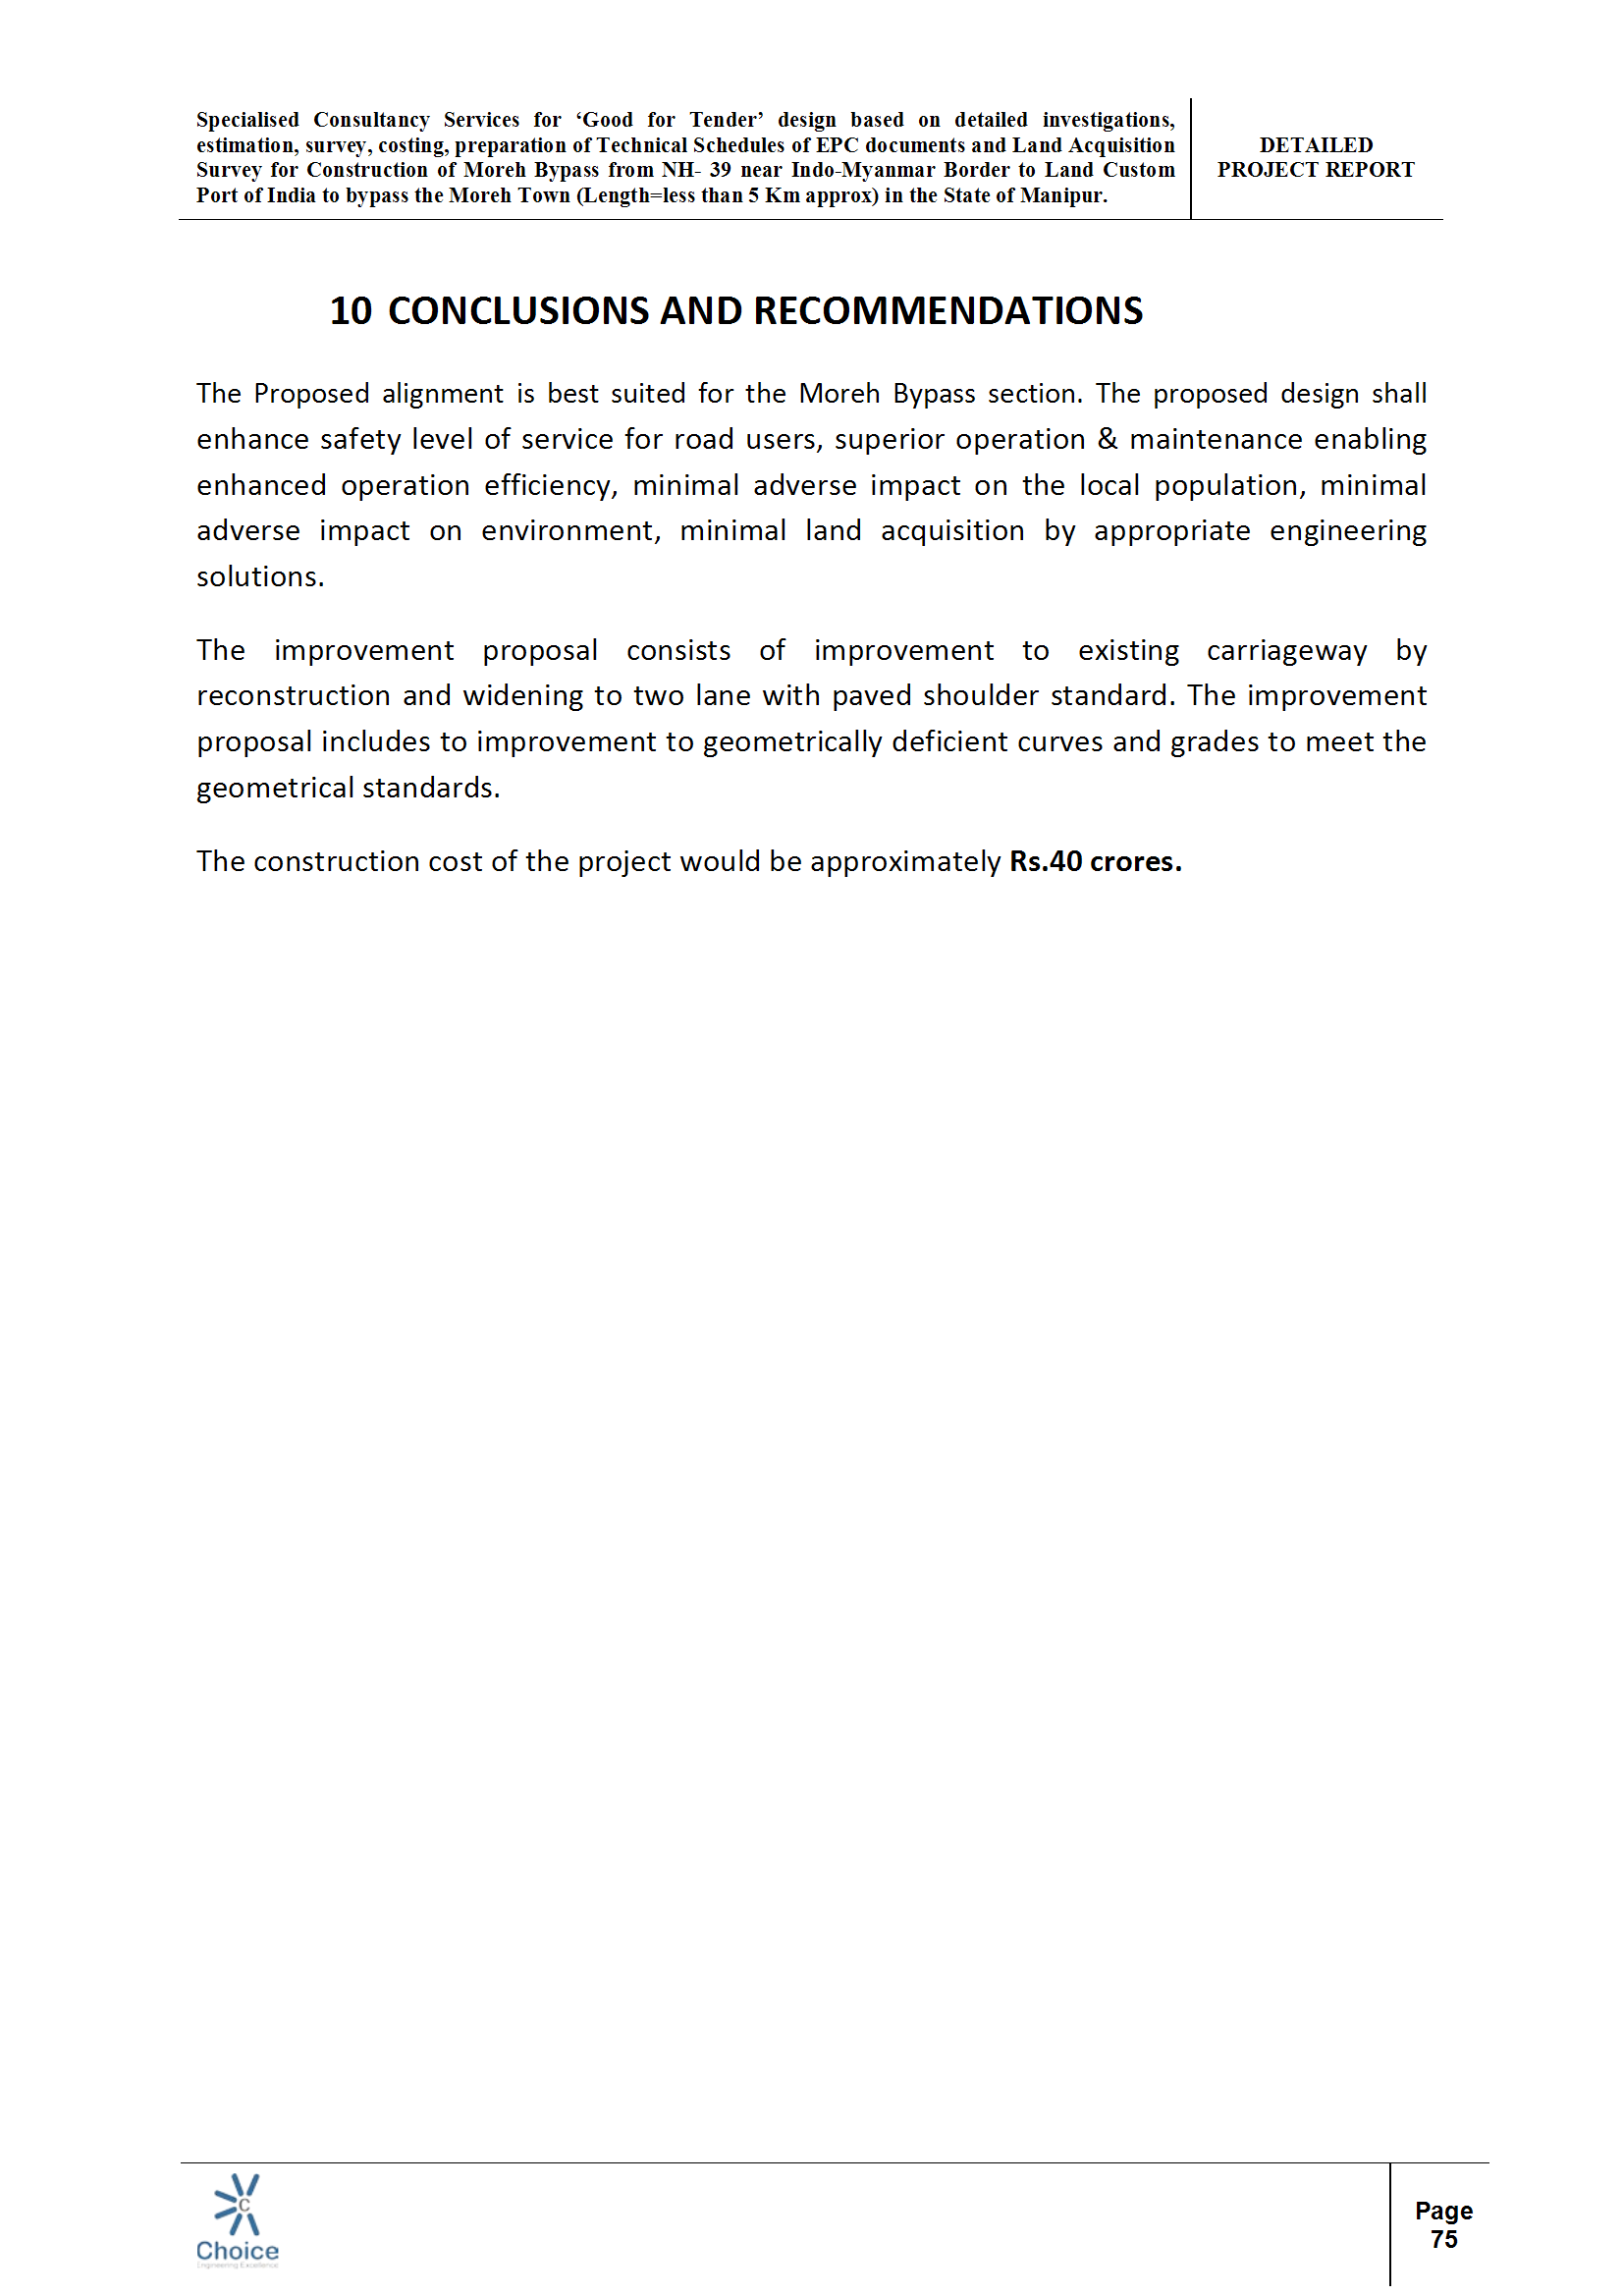 Specialised Consultancy Services for ‘Good for Tender’ design based on detailed investigations,
estimation, survey, costing, preparation of Technical Schedules of EPC documents and Land Acquisition
Survey for Construction of Moreh Bypass from NH- 39 near Indo-Myanmar Border to Land Custom
Port of India to bypass the Moreh Town (Length=less than 5 Km approx) in the State of Manipur.
DETAILED
PROJECT REPORT
10 CONCLUSIONS AND RECOMMENDATIONS
The Proposed alignment is best suited for the Moreh Bypass section. The proposed design shall
enhance safety level of service for road users, superior operation & maintenance enabling
enhanced operation efficiency, minimal adverse impact on the local population, minimal
adverse impact on environment, minimal land acquisition by appropriate engineering
solutions.
The improvement proposal consists of improvement to existing carriageway by
reconstruction and widening to two lane with paved shoulder standard. The improvement
proposal includes to improvement to geometrically deficient curves and grades to meet the
geometrical standards.
The construction cost of the project would be approximately Rs.40 crores.
C
Choice
Engineering Excellence
Page
75